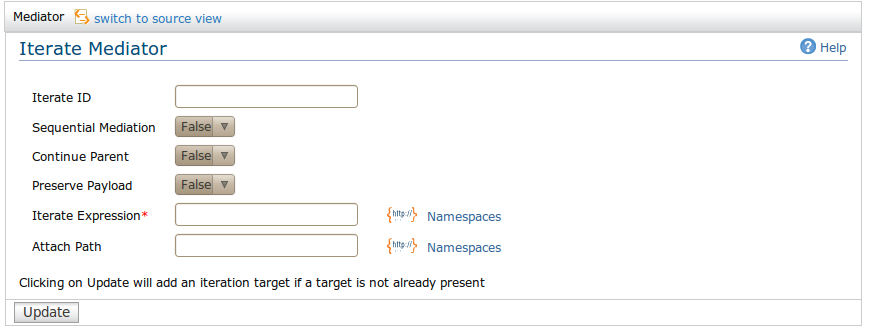 Mediator switch to source view
Iterate Mediator Help
Iterate ID
Sequential Mediation False
Continue Parent False
Preserve Payload False
Iterate Expression* {http://} Namespaces
Attach Path {http://} Namespaces
Clicking on Update will add an iteration target if a target is not already present
Update